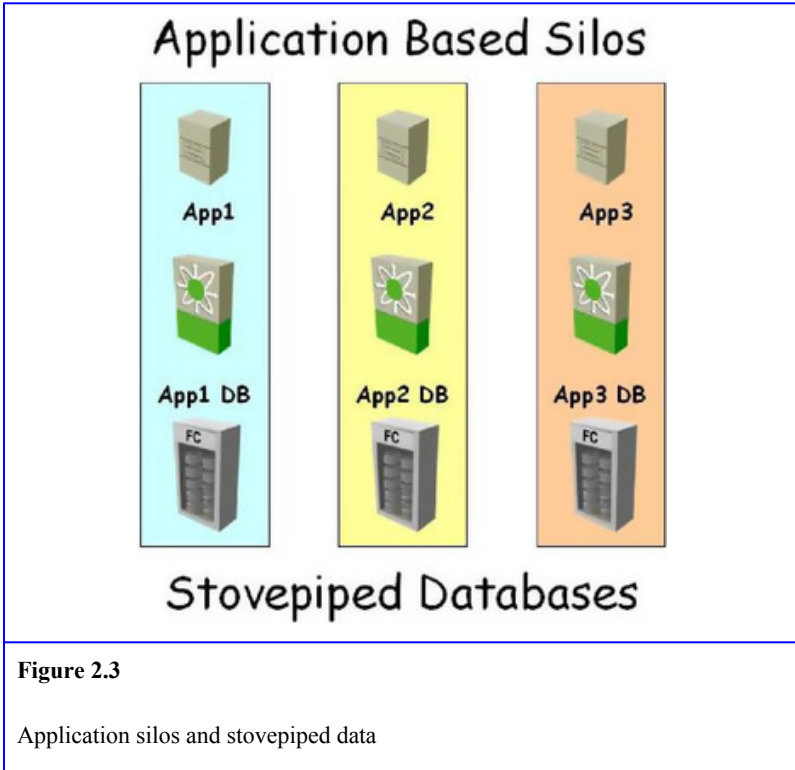 Application Based Silos
App1 App2 App3
App1 DB App2 DB App3 DB
FC FC FC
Stovepiped Databases
Figure 2.3
Application silos and stovepiped data